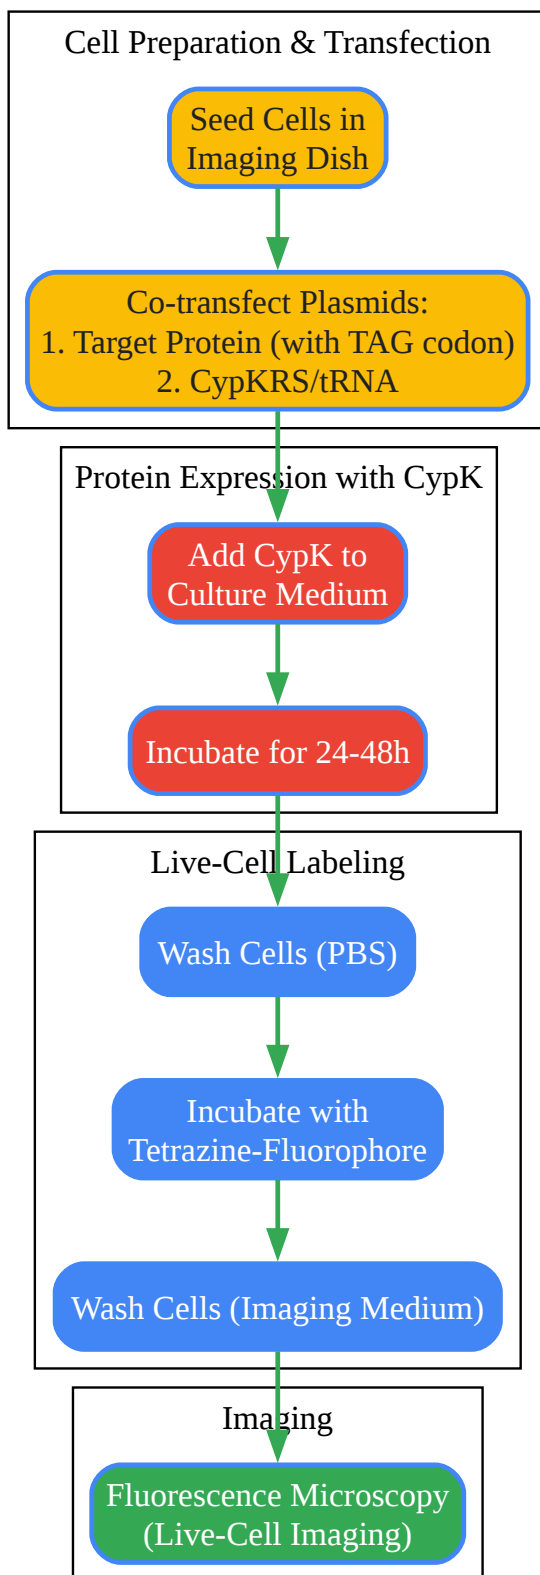 Cell Preparation & Transfection
Seed Cells in
Imaging Dish
Co-transfect Plasmids:
1. Target Protein (with TAG codon)
2. CypKRS/tRNA
Protein Expression with CypK
Add CypK to
Culture Medium
Incubate for 24-48h
Live-Cell Labeling
Wash Cells (PBS)
Incubate with
Tetrazine-Fluorophore
Wash Cells (Imaging Medium)
Imaging
Fluorescence Microscopy
(Live-Cell Imaging)